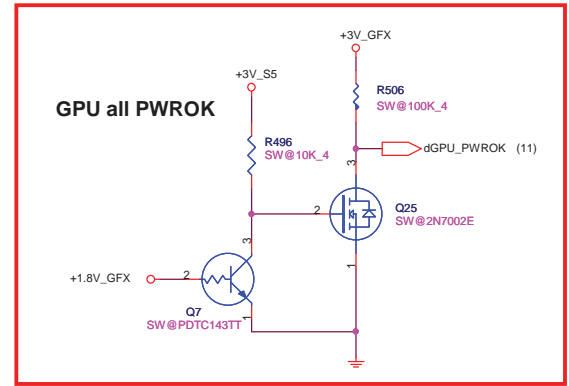 +3V_GFX
+3V_S5
R506
SW@100K_4
GPU all PWROK
R496
SW@10K_4
dGPU_PWROK (11)
3
2
Q25
SW@2N7002E
3
+1.8V_GFX
2
1
Q7
SW@PDTC143TT
1